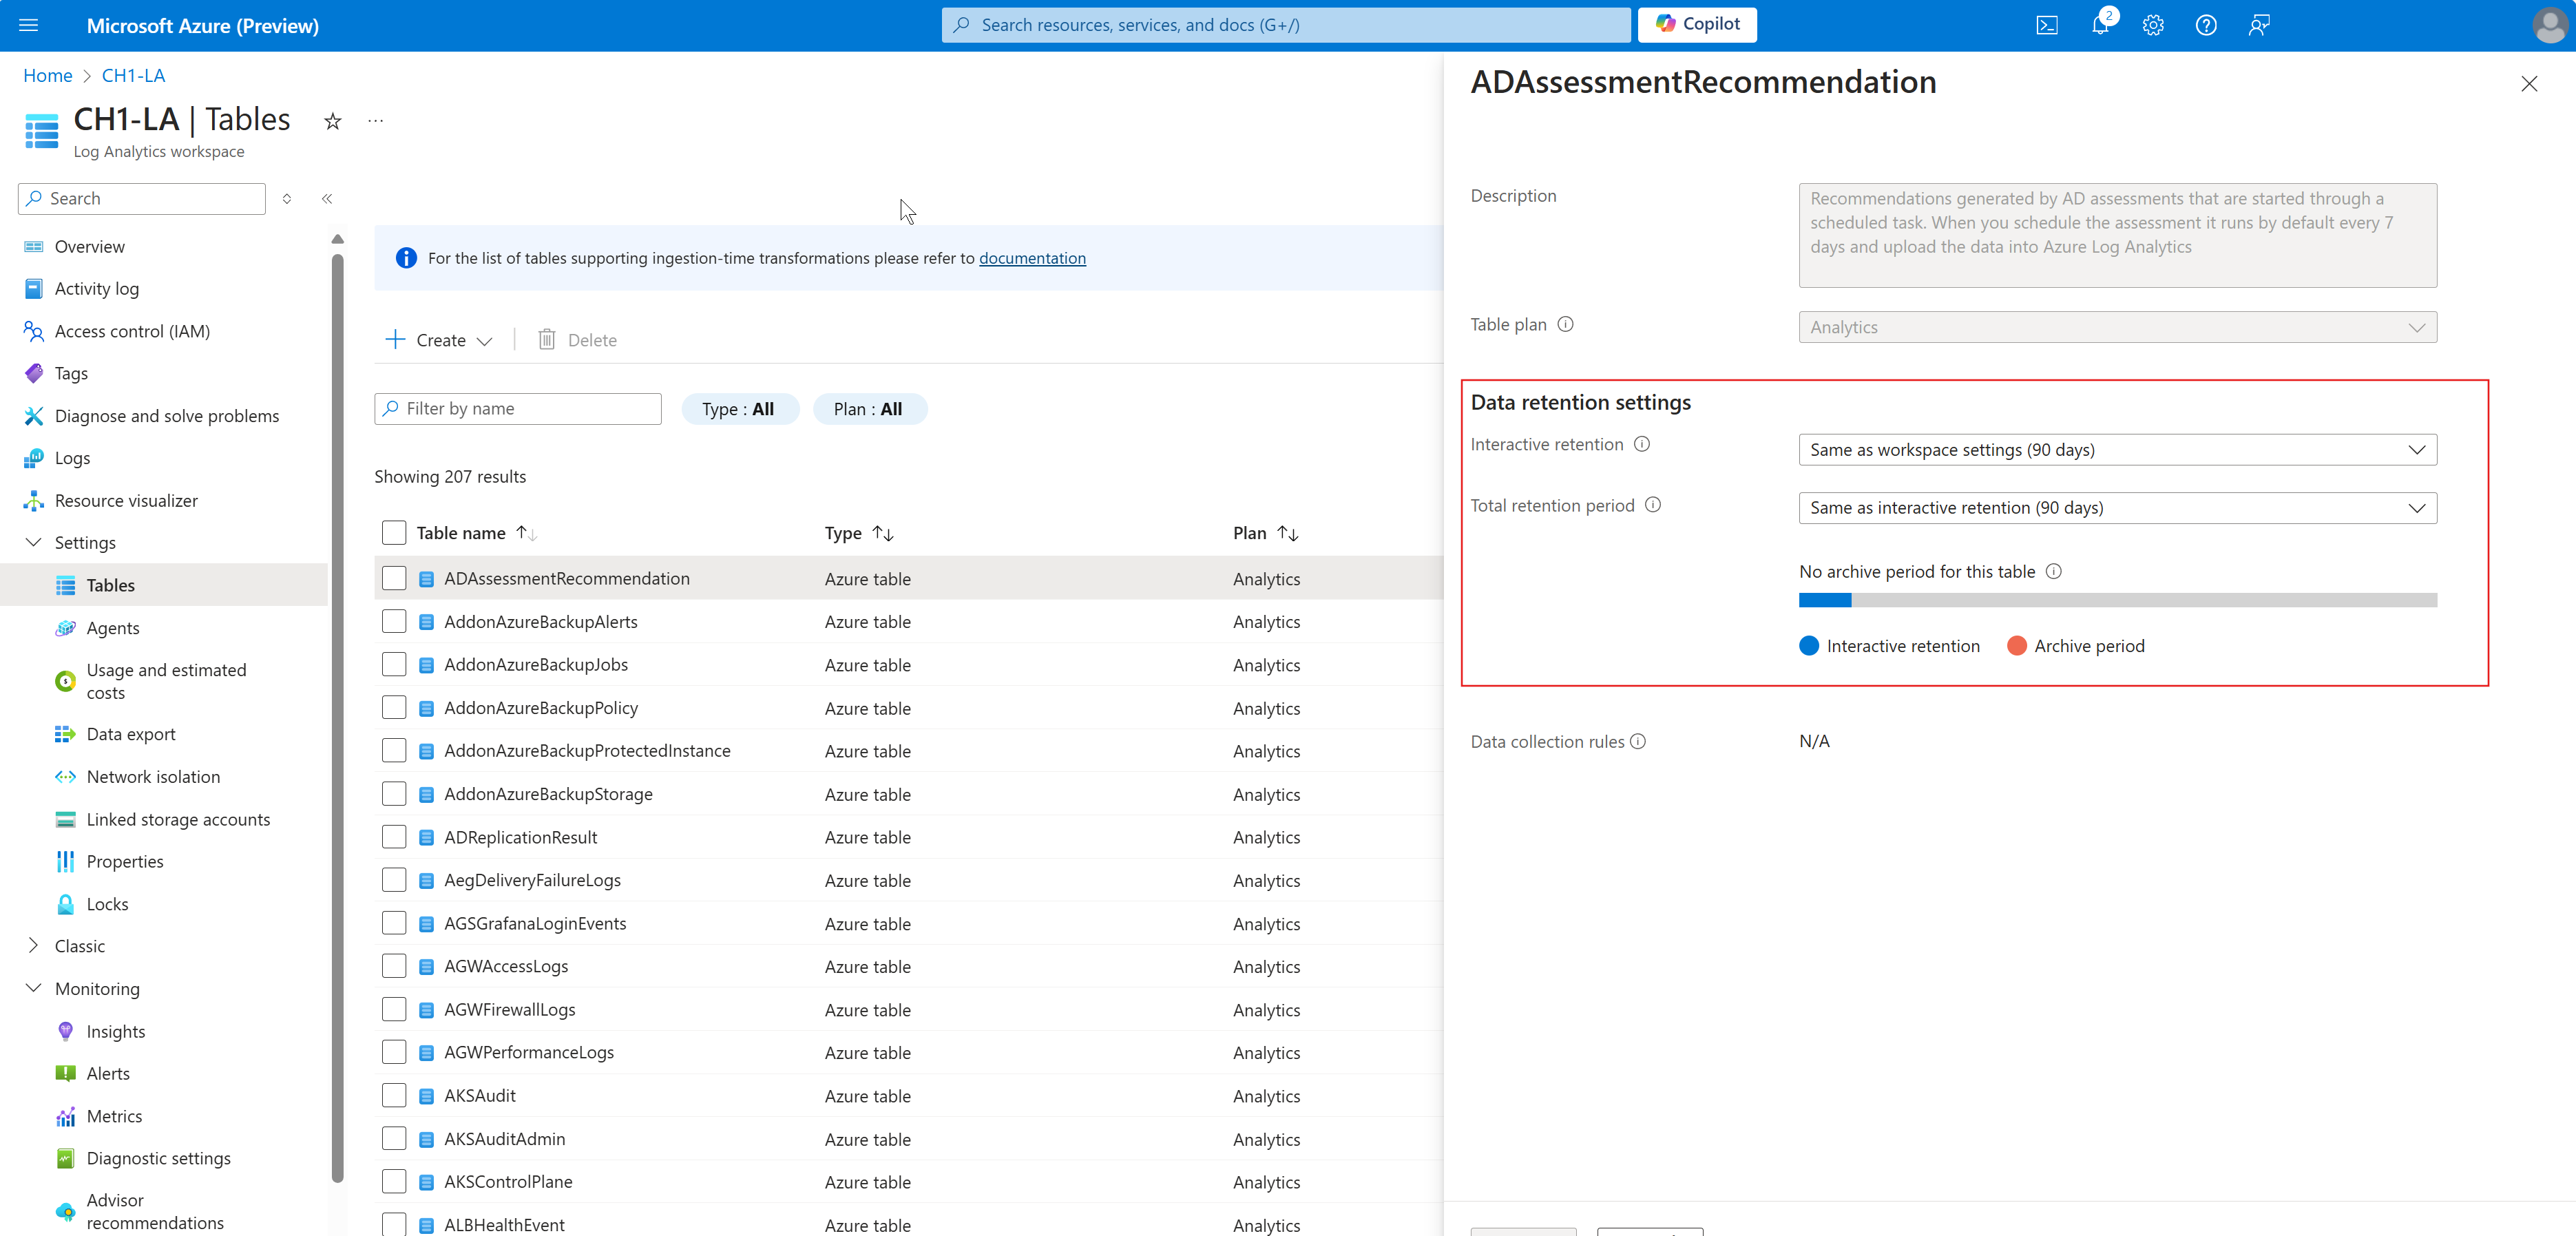 Microsoft Azure (Preview)
Search resources, services, and docs (G+/)
Copilot
2
Home > CH1-LA
CH1-LA | Tables
...
Log Analytics workspace
Search
Overview
Activity log
Access control (IAM)
Tags
Diagnose and solve problems
Logs
Resource visualizer
Settings
Tables
Agents
Usage and estimated
costs
Data export
Network isolation
Linked storage accounts
Properties
Locks
Classic
Monitoring
Insights
Alerts
Metrics
Diagnostic settings
Advisor
recommendations
For the list of tables supporting ingestion-time transformations please refer to documentation
Create
Delete
Filter by name
Type : All
Plan : All
Showing 207 results
Table name Type Plan
ADAssessmentRecommendation Azure table Analytics
AddonAzureBackupAlerts Azure table Analytics
AddonAzureBackupJobs Azure table Analytics
AddonAzureBackupPolicy Azure table Analytics
AddonAzureBackupProtectedInstance Azure table Analytics
AddonAzureBackupStorage Azure table Analytics
ADReplicationResult Azure table Analytics
AegDeliveryFailureLogs Azure table Analytics
AGSGrafanaLoginEvents Azure table Analytics
AGWAccessLogs Azure table Analytics
AGWFirewallLogs Azure table Analytics
AGWPerformanceLogs Azure table Analytics
AKSAudit Azure table Analytics
AKSAuditAdmin Azure table Analytics
AKSControlPlane Azure table Analytics
ALBHealthEvent Azure table Analytics
ADAssessmentRecommendation
Description
Recommendations generated by AD assessments that are started through a
scheduled task. When you schedule the assessment it runs by default every 7
days and upload the data into Azure Log Analytics
Table plan
Analytics
Data retention settings
Interactive retention
Same as workspace settings (90 days)
Total retention period
Same as interactive retention (90 days)
No archive period for this table
Interactive retention
Archive period
Data collection rules
N/A